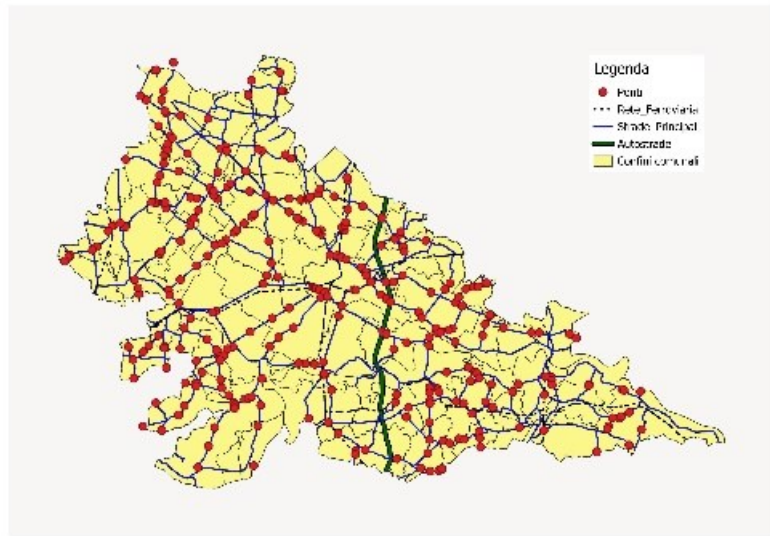 Legenda
Ponti
Rete_Ferroviaria
Strade_Principali
Autostrade
Confini comunali